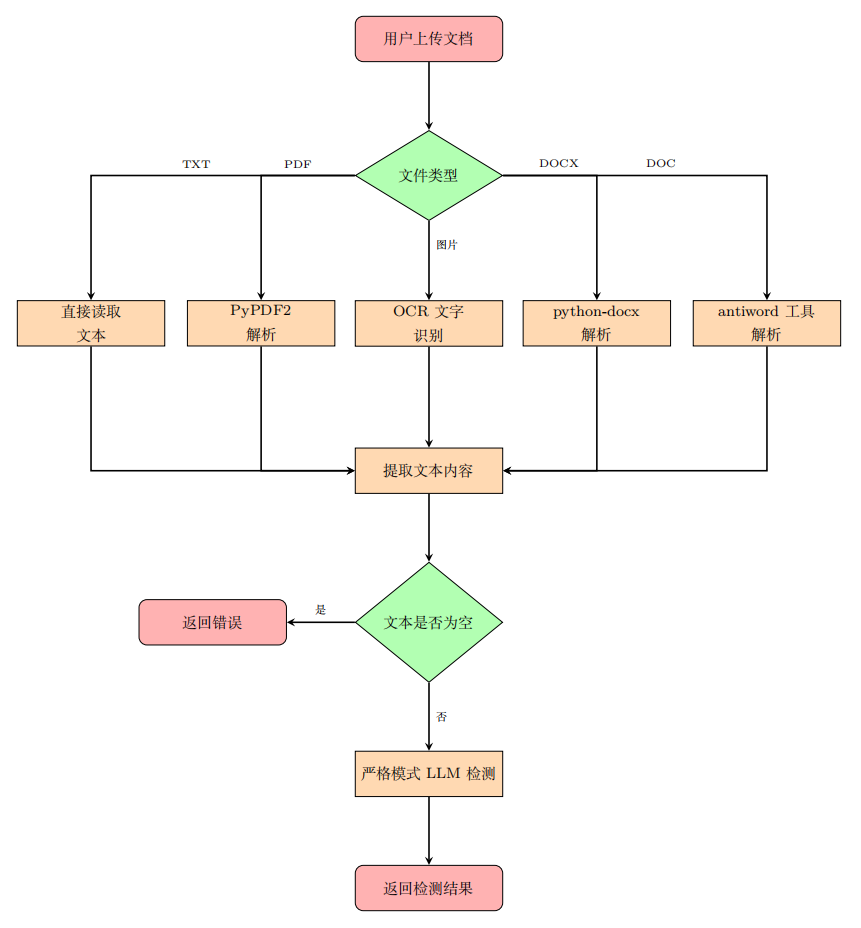 用户上传文档
TXT
PDF
文件类型
DOCX
DOC
图片
直接读取
文本
PyPDF2
解析
OCR 文字
识别
python-docx
解析
antiword 工具
解析
提取文本内容
返回错误
是
文本是否为空
否
严格模式 LLM 检测
返回检测结果